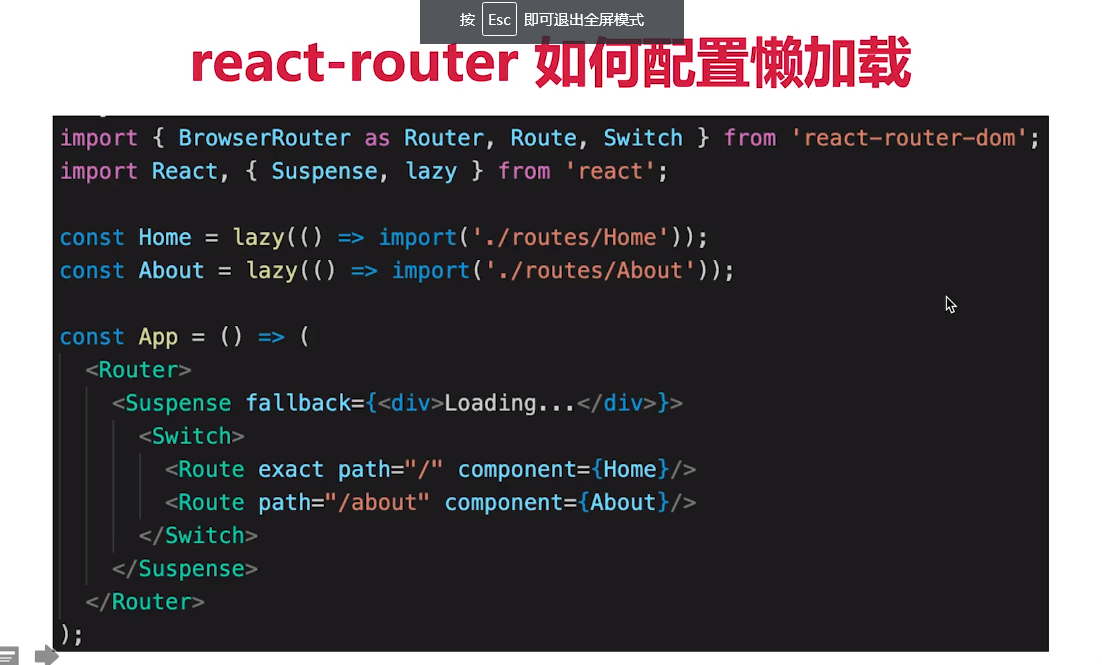 按 Esc 即可退出全屏模式
react-router 如何配置懒加载
import { BrowserRouter as Router, Route, Switch } from 'react-router-dom';
import React, { Suspense, lazy } from 'react';
const Home = lazy(() => import('./routes/Home'));
const About = lazy(() => import('./routes/About'));
const App = () => (
<Router>
<Suspense fallback={<div>Loading...</div>}>
<Switch>
<Route exact path="/" component={Home}/>
<Route path="/about" component={About}/>
</Switch>
</Suspense>
</Router>
);